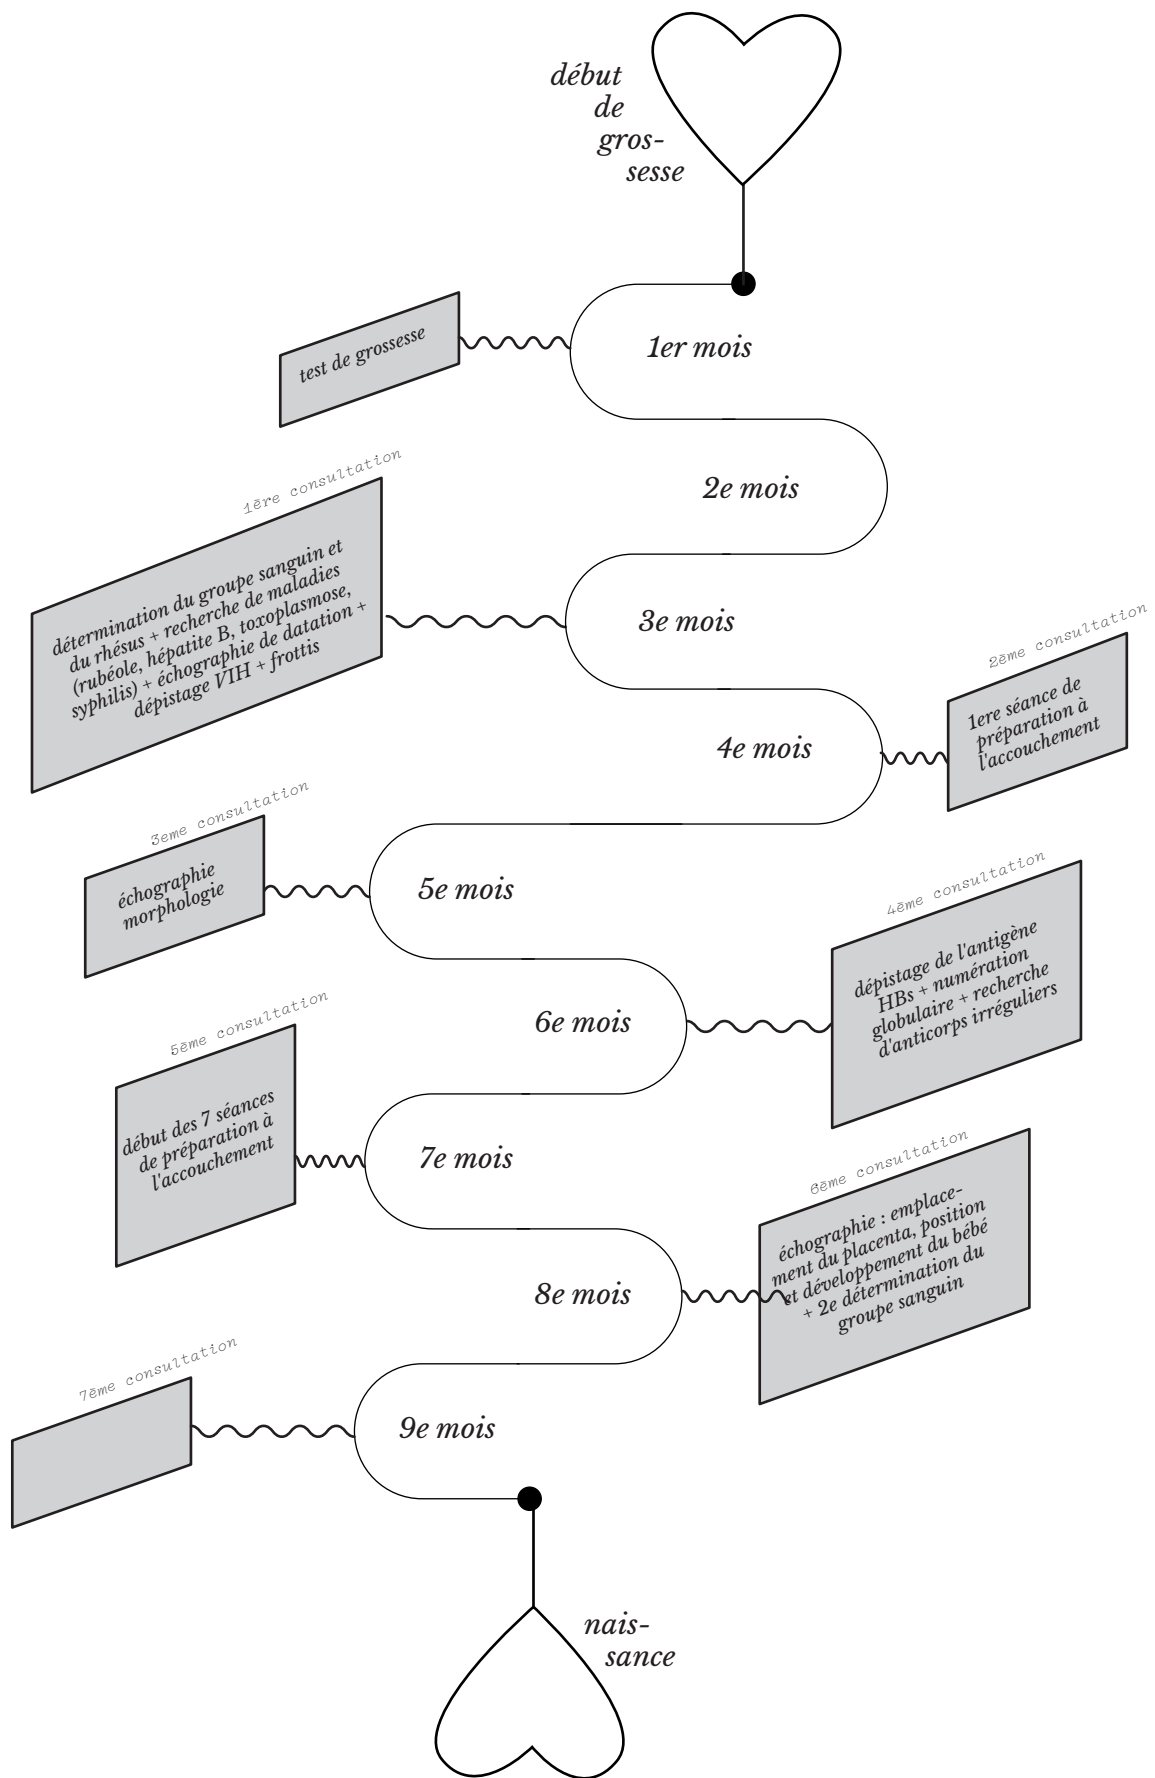 début
de
gros-
sesse
1er mois
test de grossesse
2e mois
1ère consultation
détermination du groupe sanguin et
du rhésus + recherche de maladies
(rubéole, hépatite B, toxoplasmose,
syphilis) + échographie de datation +
dépistage VIH + frottis
3e mois
2ème consultation
1ere séance de
préparation à
l'accouchement
4e mois
3eme consultation
échographie
morphologie
5e mois
4ème consultation
dépistage de l'antigène
HBs + numération
globulaire + recherche
d'anticorps irréguliers
6e mois
5ème consultation
début des 7 séances
de préparation à
l'accouchement
7e mois
6ème consultation
échographie : emplace-
ment du placenta, position
et développement du bébé
+ 2e détermination du
groupe sanguin
8e mois
7ème consultation
9e mois
nais-
sance